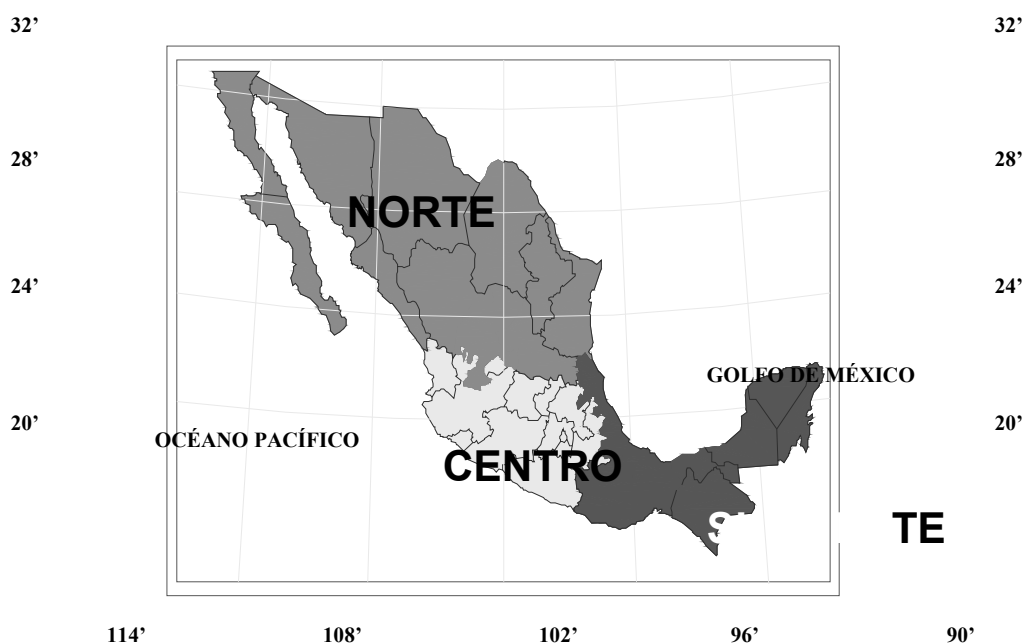 32’ 32’
28’ 28’
NORTE
24’ 24’
GOLFO DE MÉXICO
20’ 20’
OCÉANO PACÍFICO
CENTRO
S TE
114’ 108’ 102’ 96’ 90’